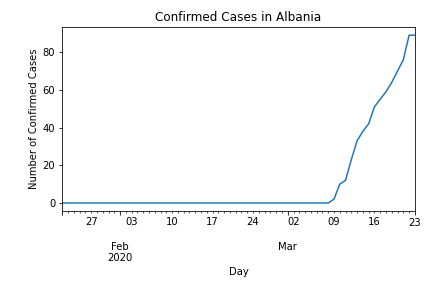 Confirmed Cases in Albania
Number of Confirmed Cases
80
60
40
20
0
27 03 10 17 24 02 09 16 23
Feb Mar
2020
Day